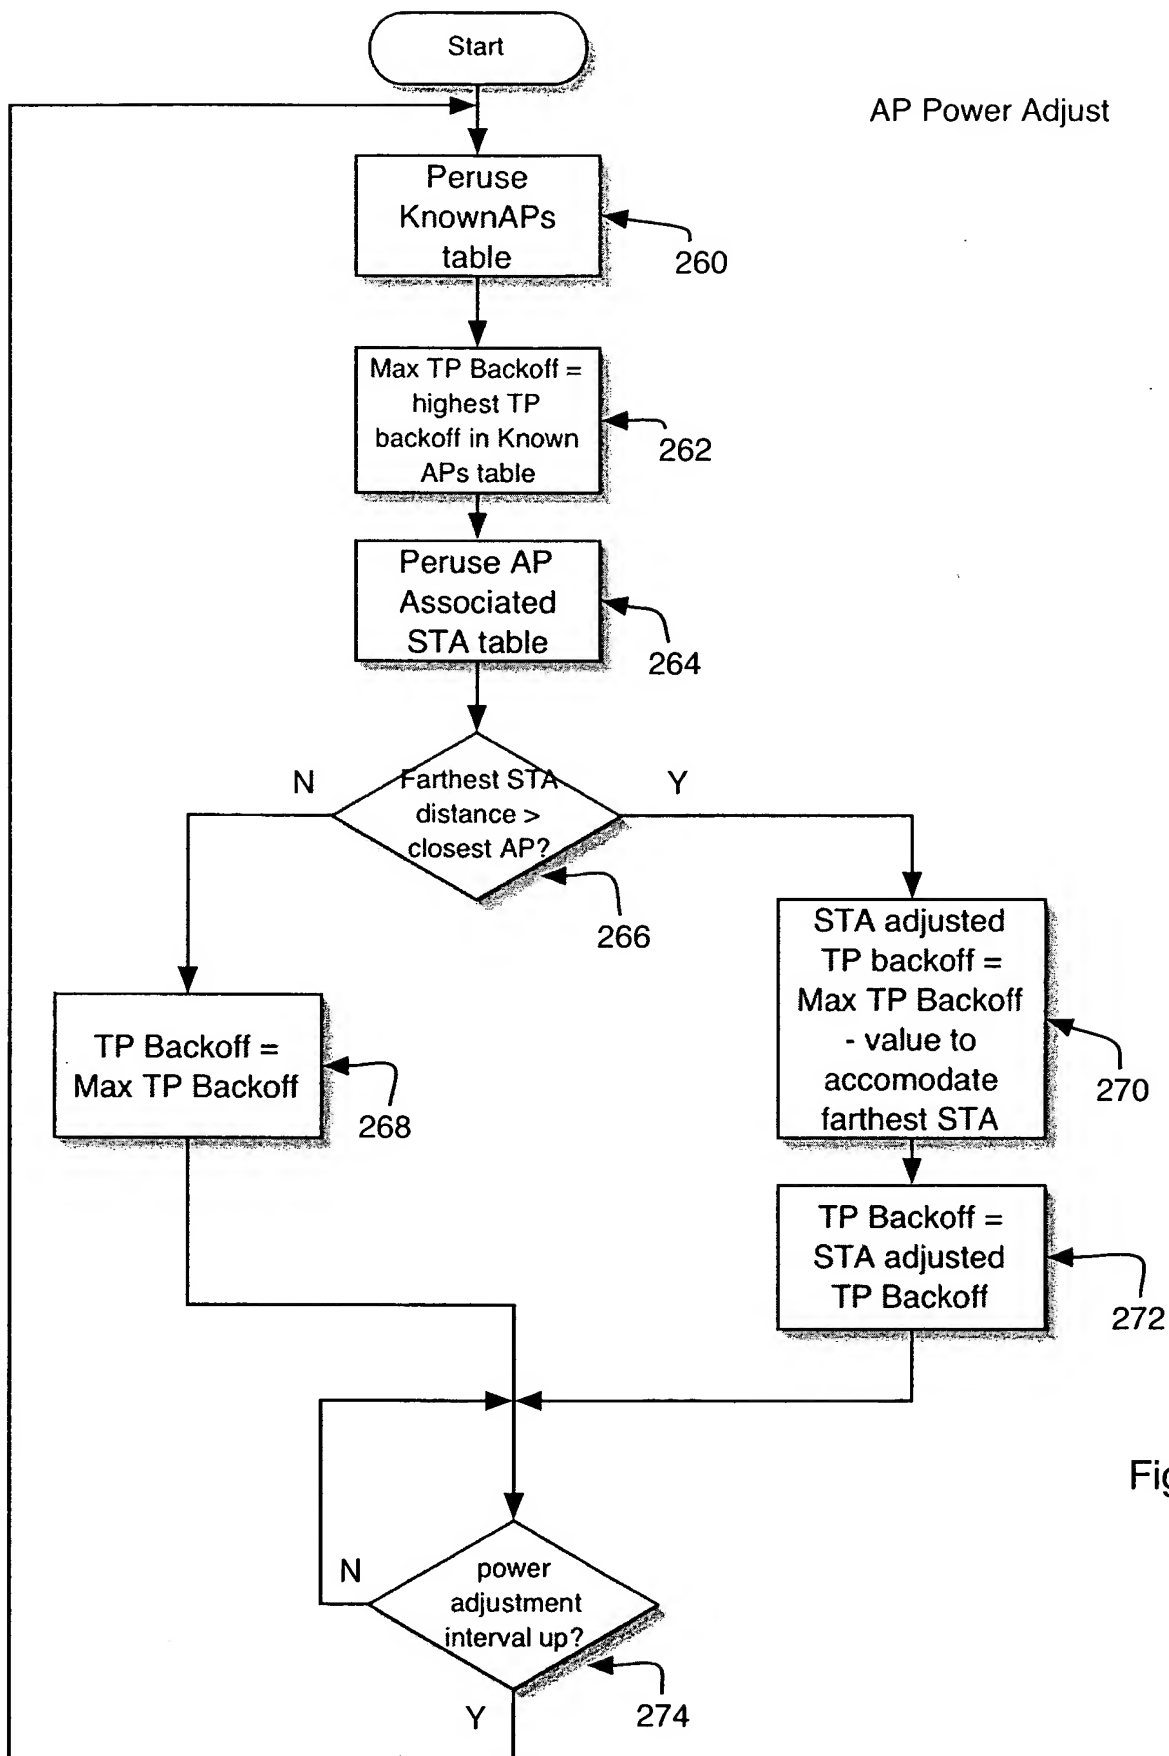 Start
AP Power Adjust
Peruse
KnownAPs
table
260
Max TP Backoff =
highest TP
backoff in Known
APs table
262
Peruse AP
Associated
STA table
264
N
Farthest STA
distance >
closest AP?
Y
266
TP Backoff =
Max TP Backoff
268
STA adjusted
TP backoff =
Max TP Backoff
- value to
accomodate
farthest STA
270
TP Backoff =
STA adjusted
TP Backoff
272
Fig
N
power
adjustment
interval up?
274
Y